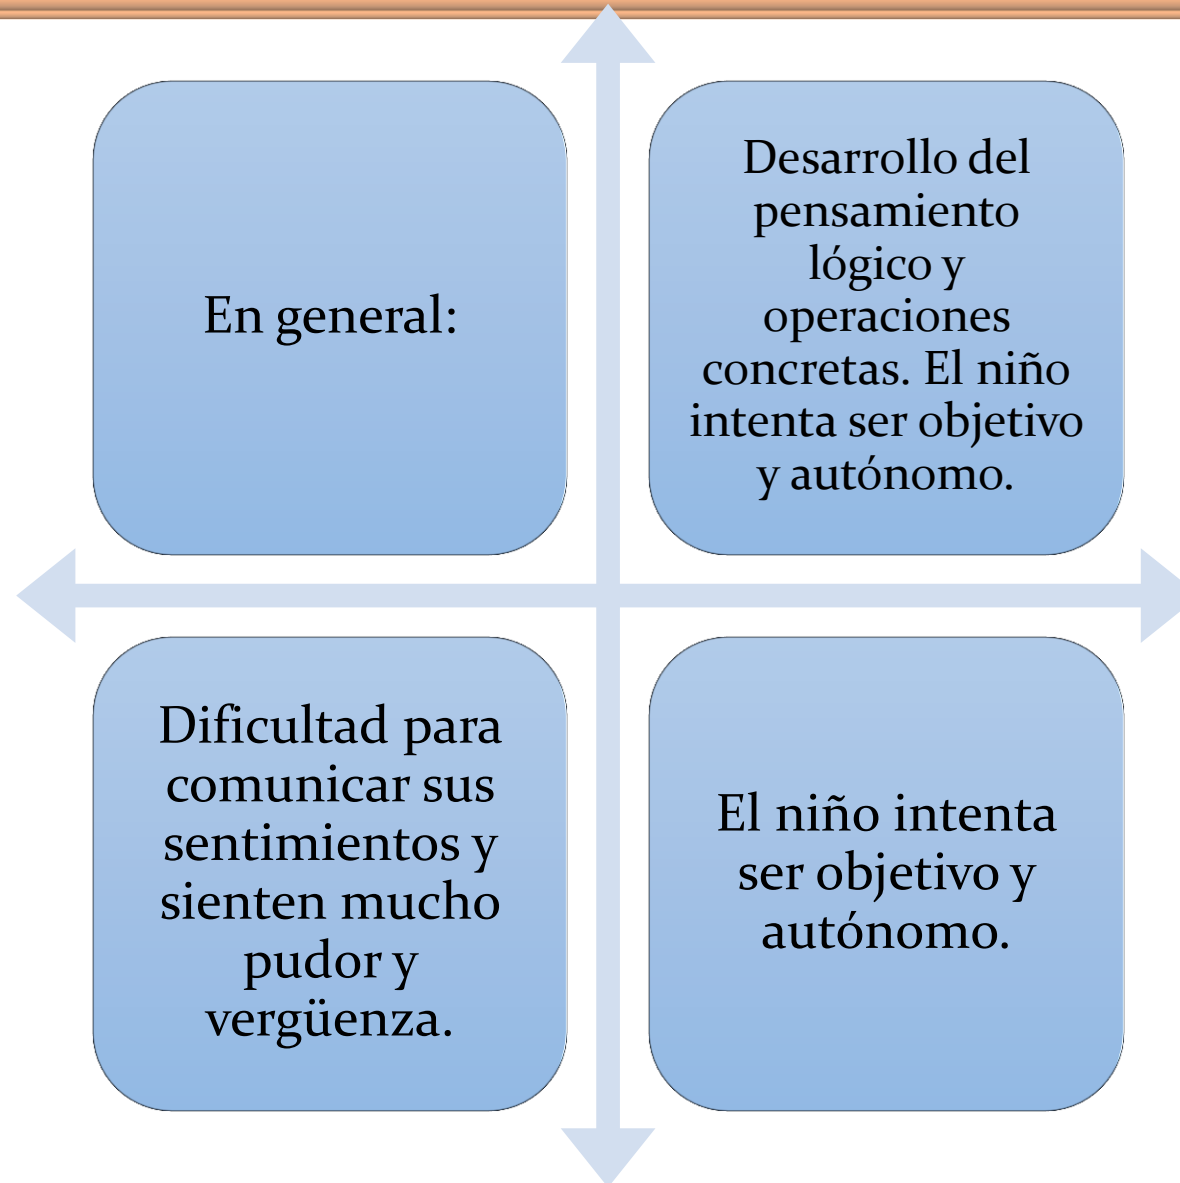 En general:
Desarrollo del
pensamiento
lógico y
operaciones
concretas. El niño
intenta ser objetivo
y autónomo.
Dificultad para
comunicar sus
sentimientos y
sienten mucho
pudor y
vergüenza.
El niño intenta
ser objetivo y
autónomo.